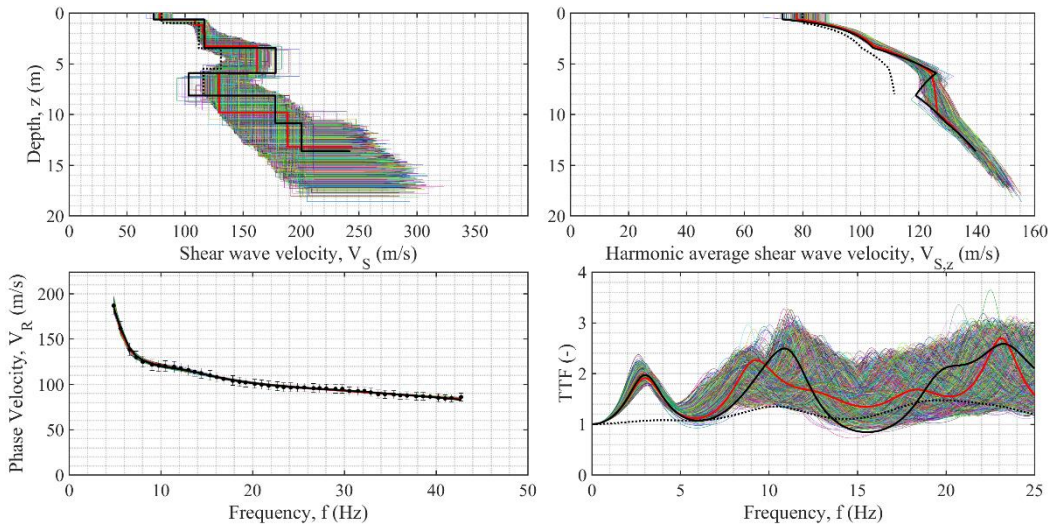 0
5
10
15
20
Depth, z (m)
0 50 100 150 200 250 300 350
Shear wave velocity, V_S (m/s)
0
5
10
15
20
0 20 40 60 80 100 120 140 160
Harmonic average shear wave velocity, V_S,z (m/s)
200
150
100
50
0
Phase Velocity, V_R (m/s)
0 10 20 30 40 50
Frequency, f (Hz)
4
3
2
1
0
TTF (-)
0 5 10 15 20 25
Frequency, f (Hz)